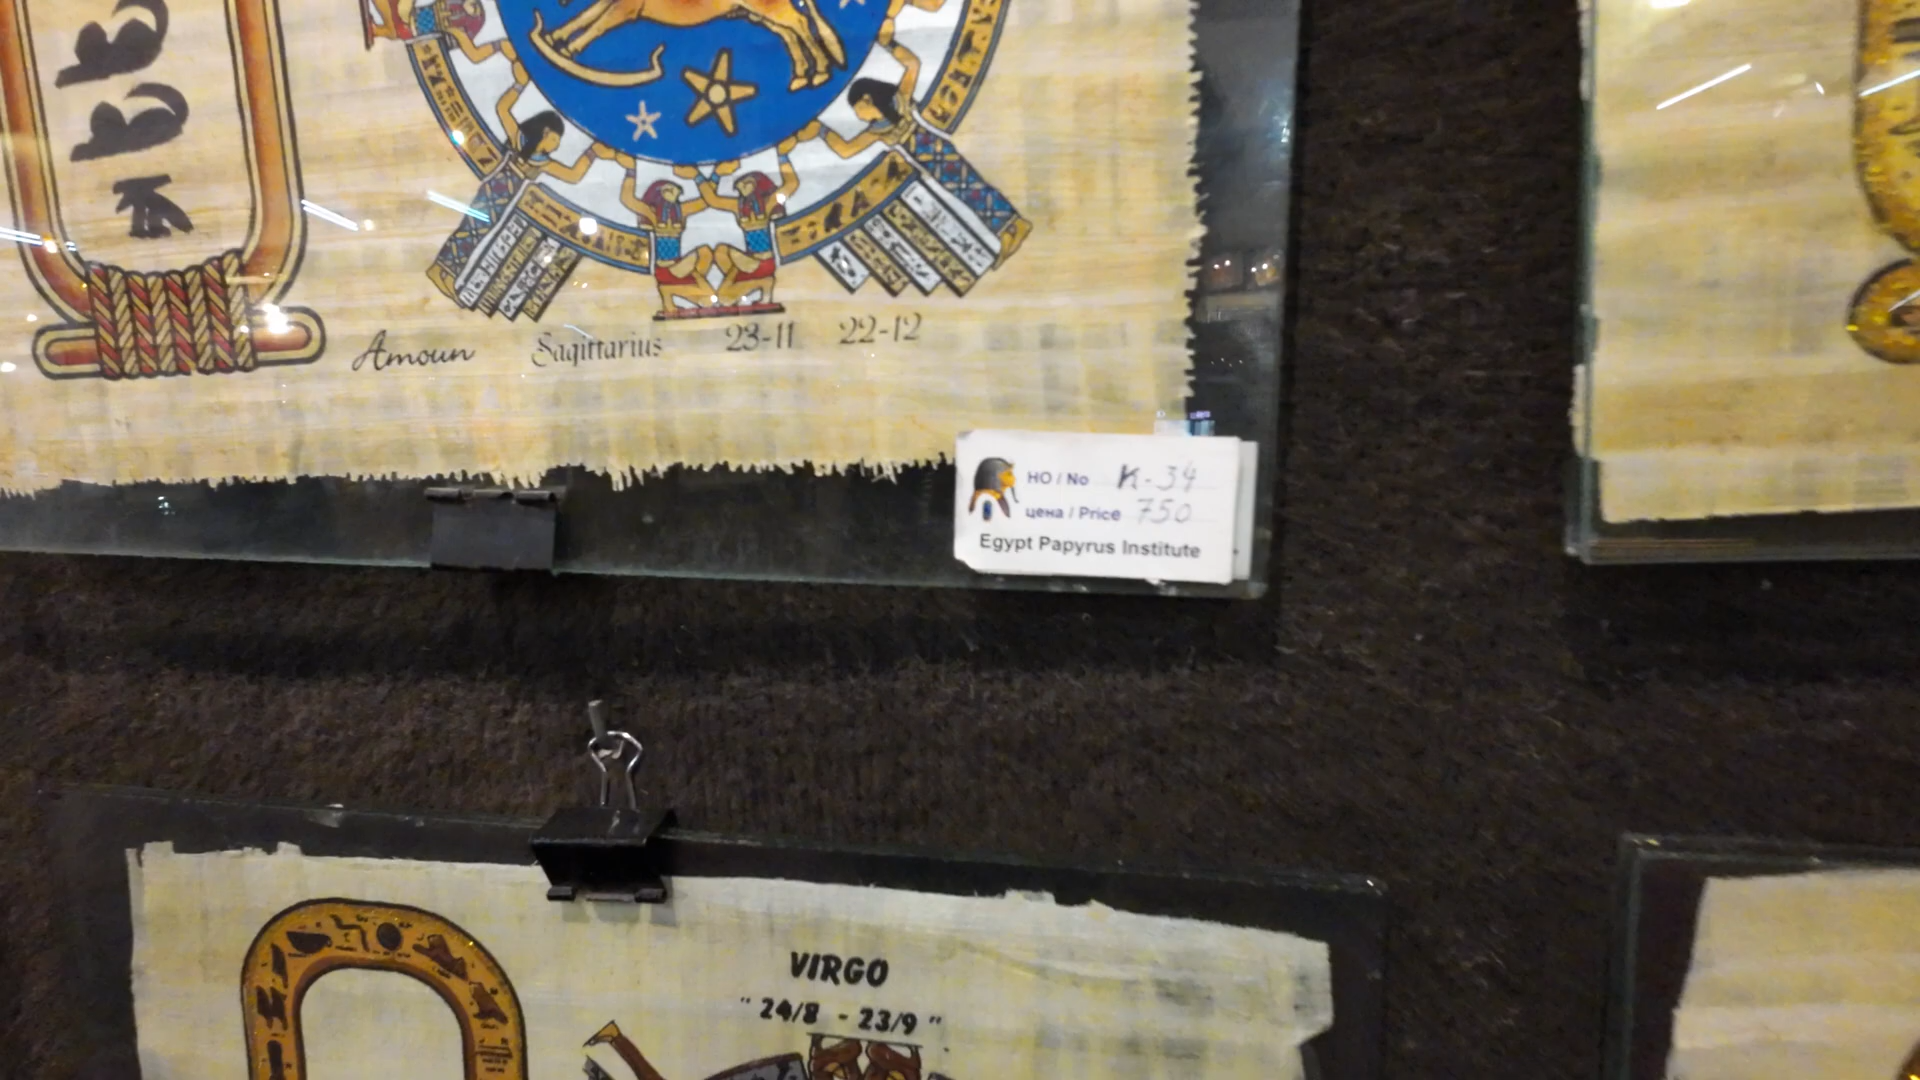 Amoun Sagittarius 23-11 22-12
HO / No K-34
цена / Price 750
Egypt Papyrus Institute
VIRGO
" 24/8 - 23/9 "